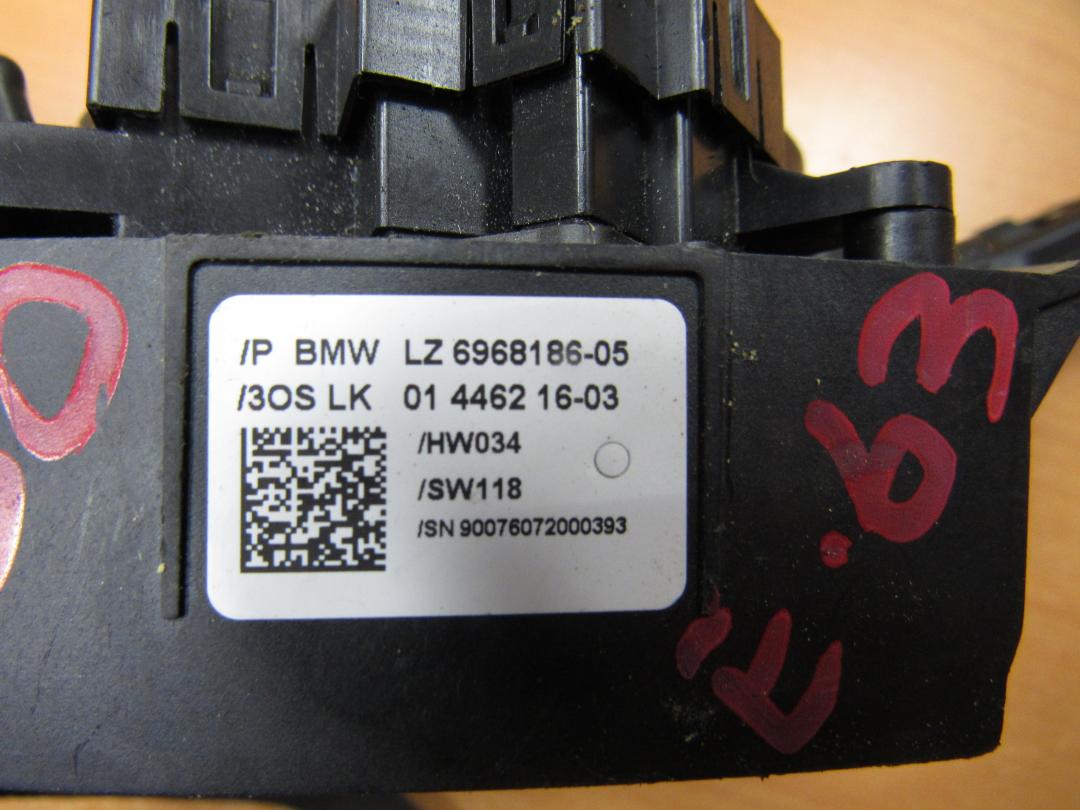 /P BMW LZ 6968186-05
/3OS LK 01 4462 16-03
/HW034
/SW118
/SN 90076072000393